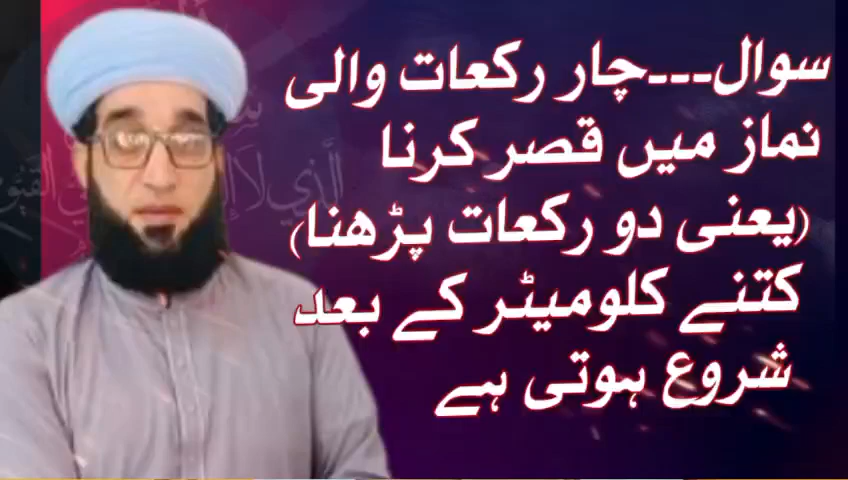 سوال---چار رکعات والی
نماز میں قصر کرنا
(یعنی دو رکعات پڑھنا)
کتنے کلومیٹر کے بعد
شروع ہوتی ہے